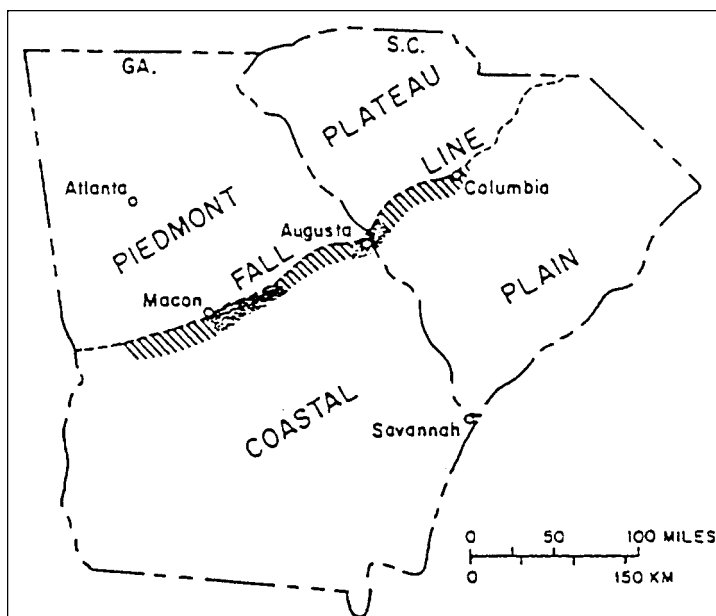 GA.
S.C.
PIEDMONT PLATEAU
FALL LINE
COASTAL PLAIN
Atlanta
Columbia
Augusta
Macon
Savannah
0 50 100 MILES
0 150 KM